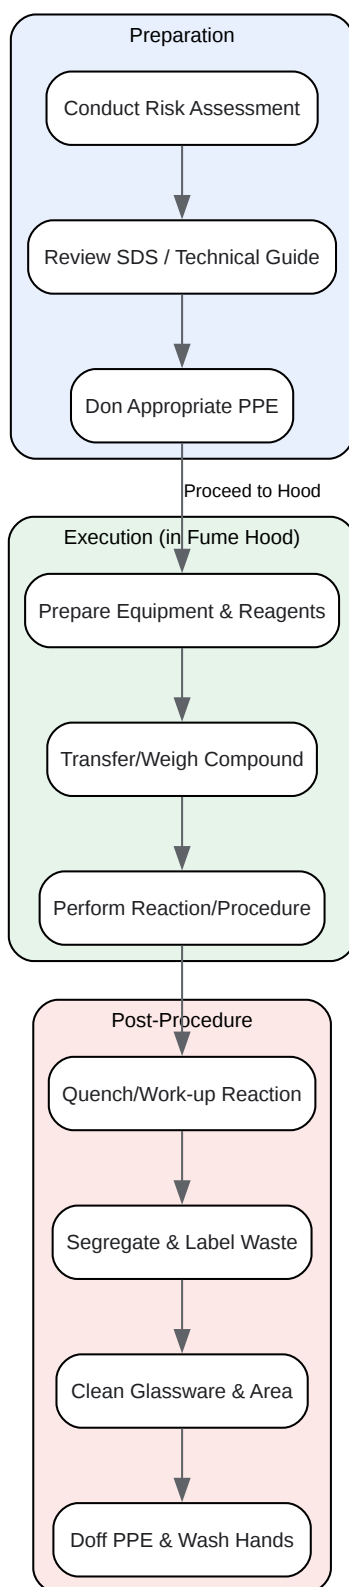 Preparation
Conduct Risk Assessment
Review SDS / Technical Guide
Don Appropriate PPE
Proceed to Hood
Execution (in Fume Hood)
Prepare Equipment & Reagents
Transfer/Weigh Compound
Perform Reaction/Procedure
Post-Procedure
Quench/Work-up Reaction
Segregate & Label Waste
Clean Glassware & Area
Doff PPE & Wash Hands